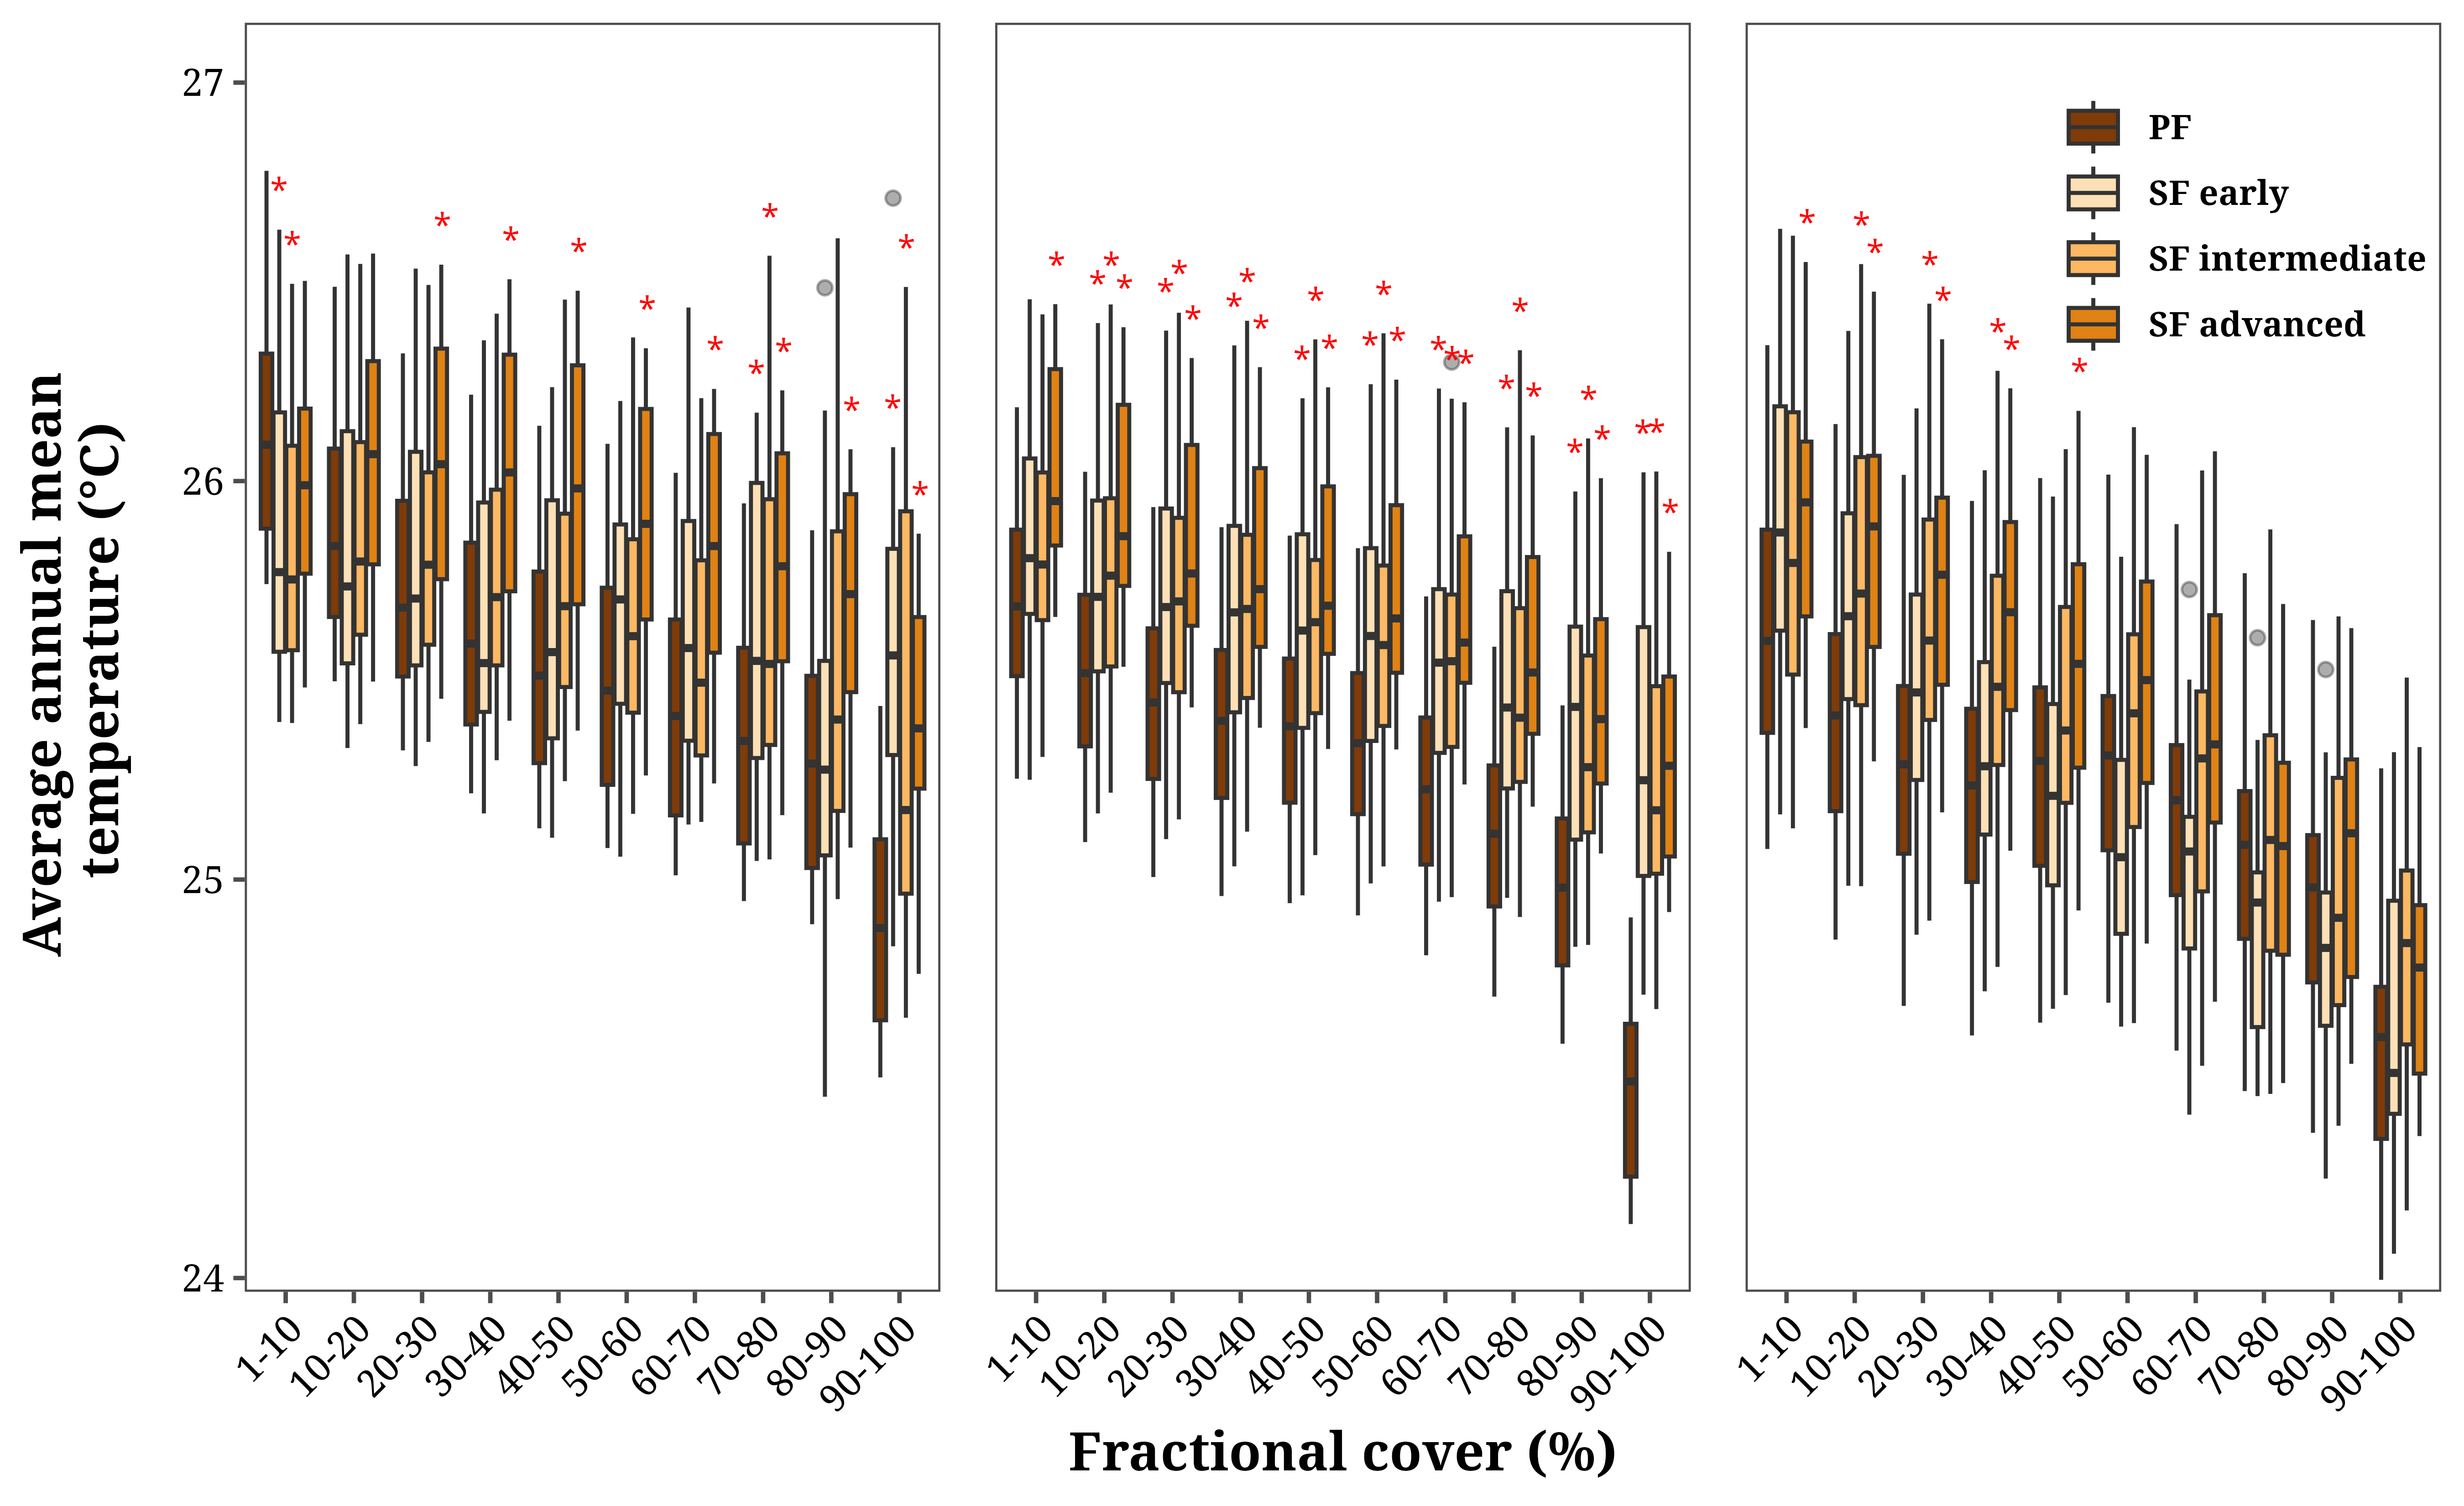 27
26
25
24
Average annual mean
temperature (°C)
PF
SF early
SF intermediate
SF advanced
1-10 10-20 20-30 30-40 40-50 50-60 60-70 70-80 80-90 90-100
1-10 10-20 20-30 30-40 40-50 50-60 60-70 70-80 80-90 90-100
1-10 10-20 20-30 30-40 40-50 50-60 60-70 70-80 80-90 90-100
Fractional cover (%)